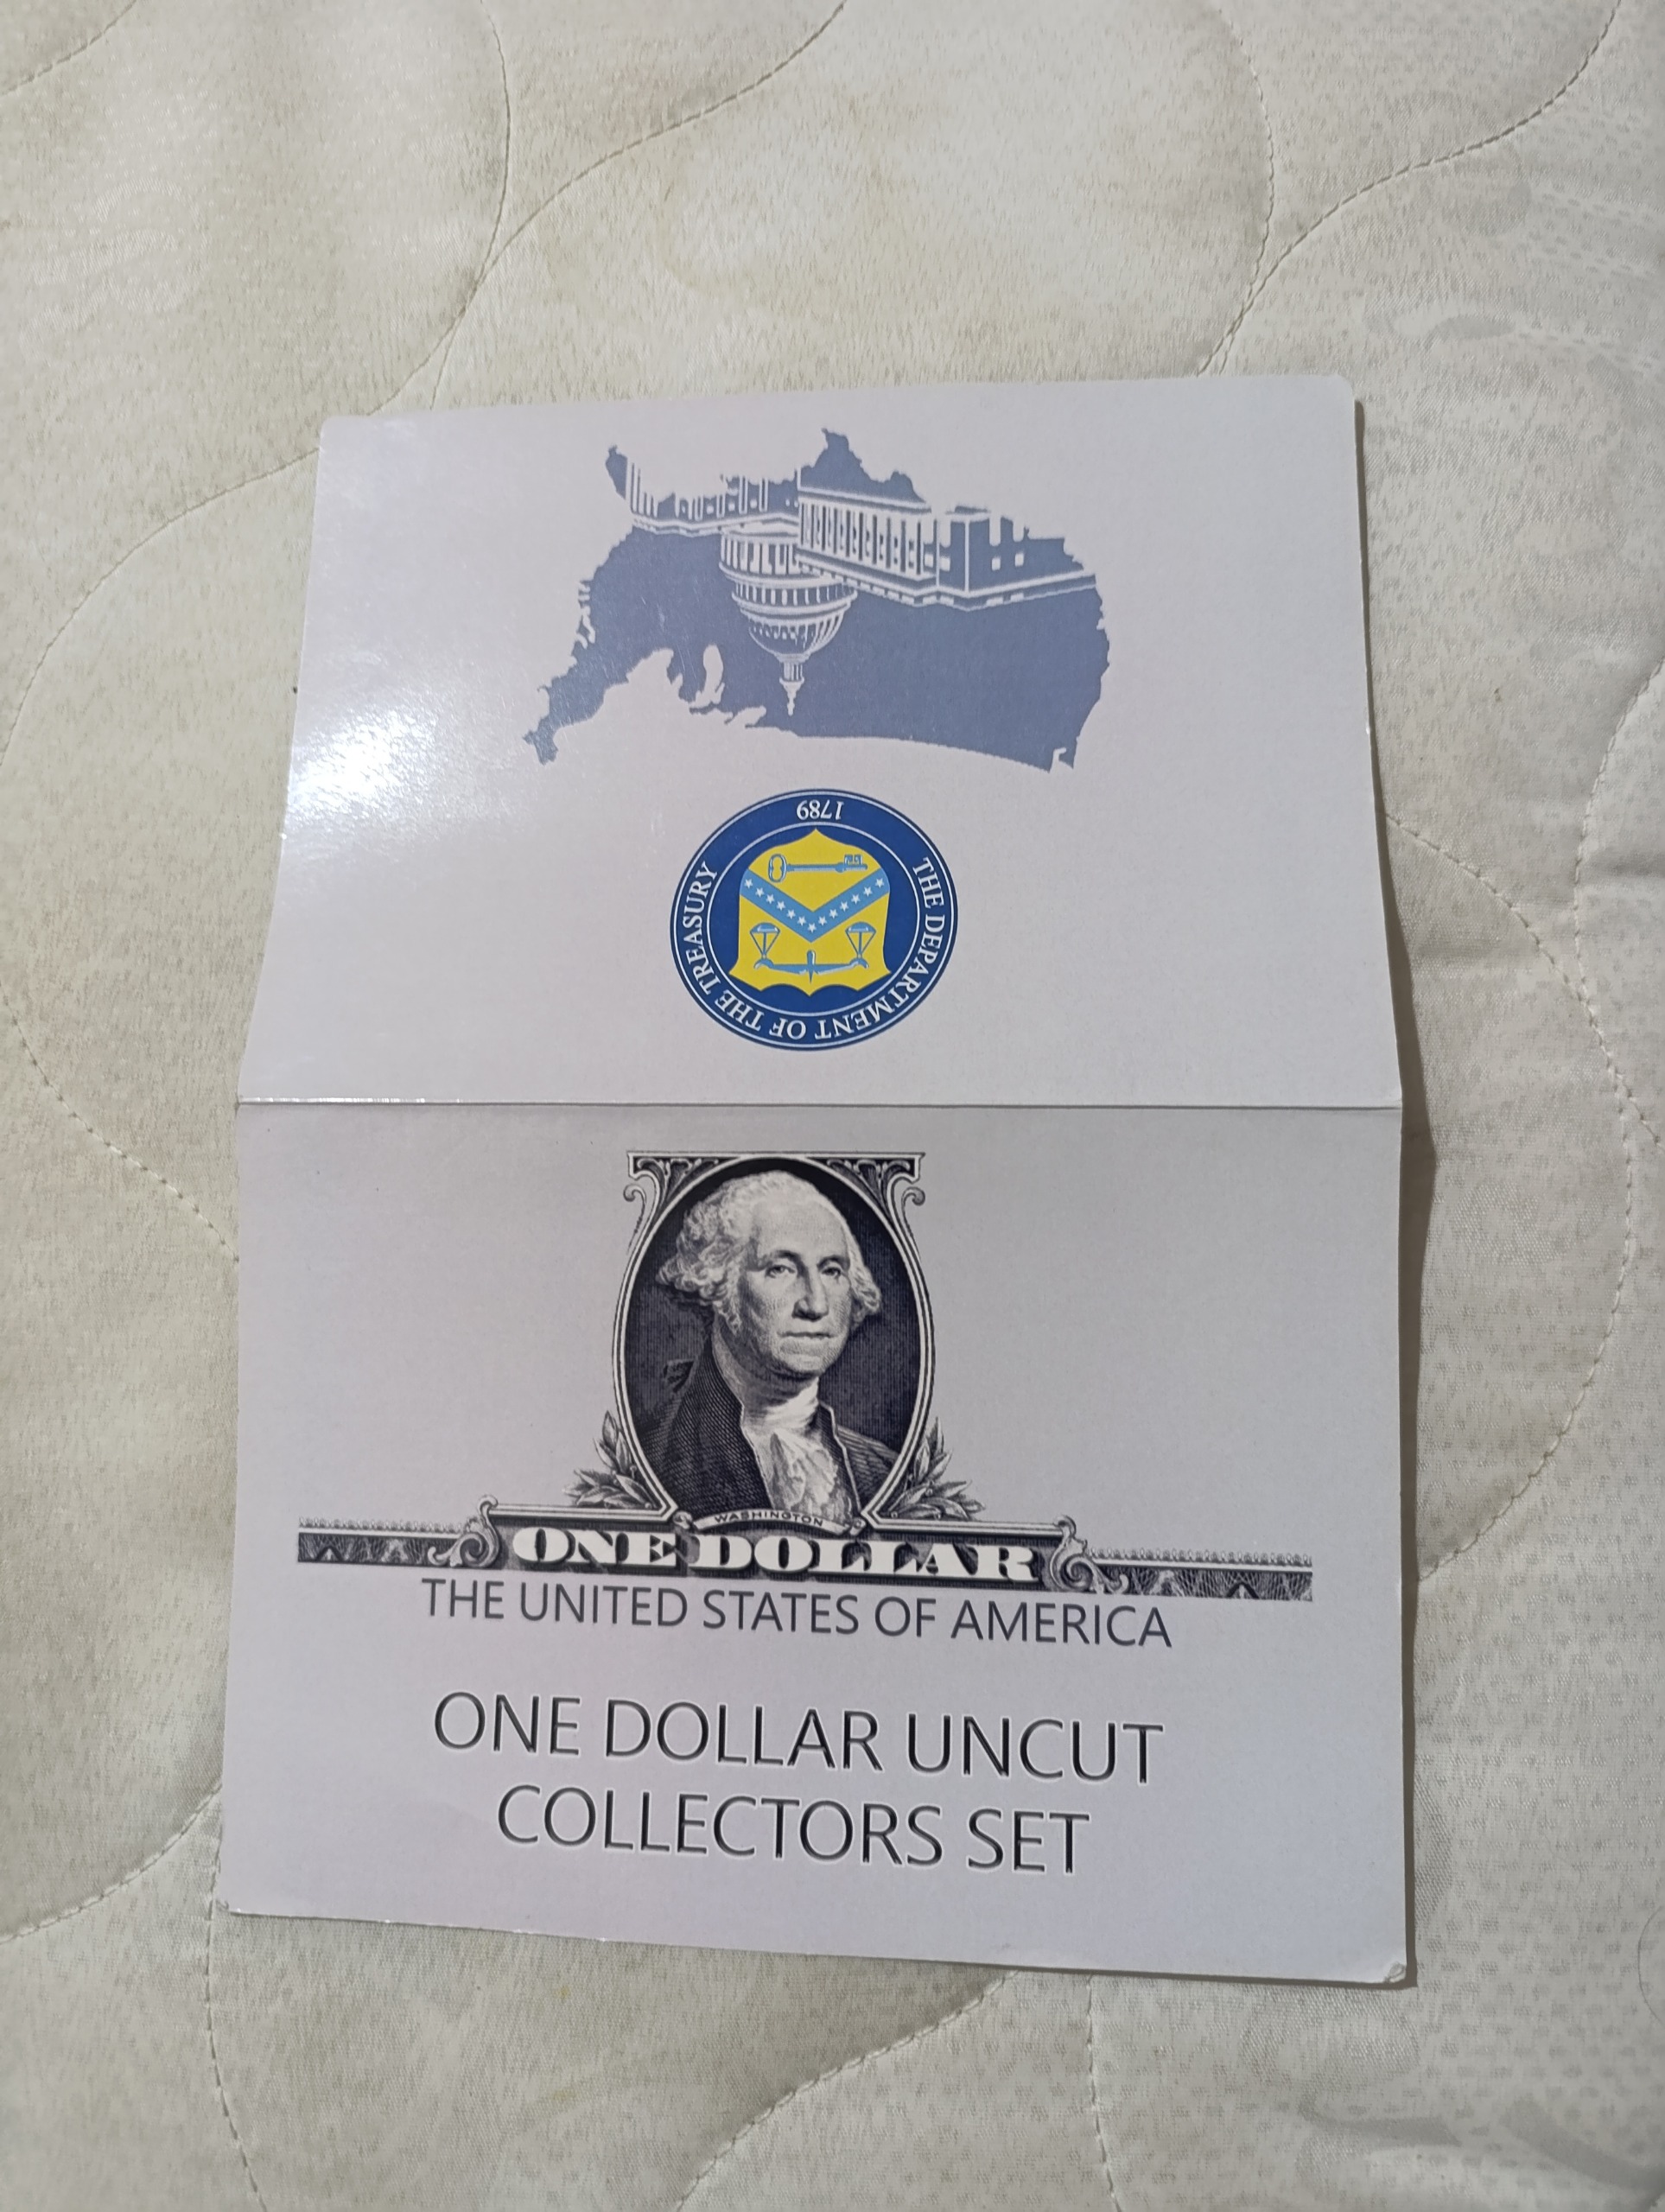 THE DEPARTMENT OF THE TREASURY
1789
WASHINGTON
ONE DOLLAR
THE UNITED STATES OF AMERICA
ONE DOLLAR UNCUT
COLLECTORS SET